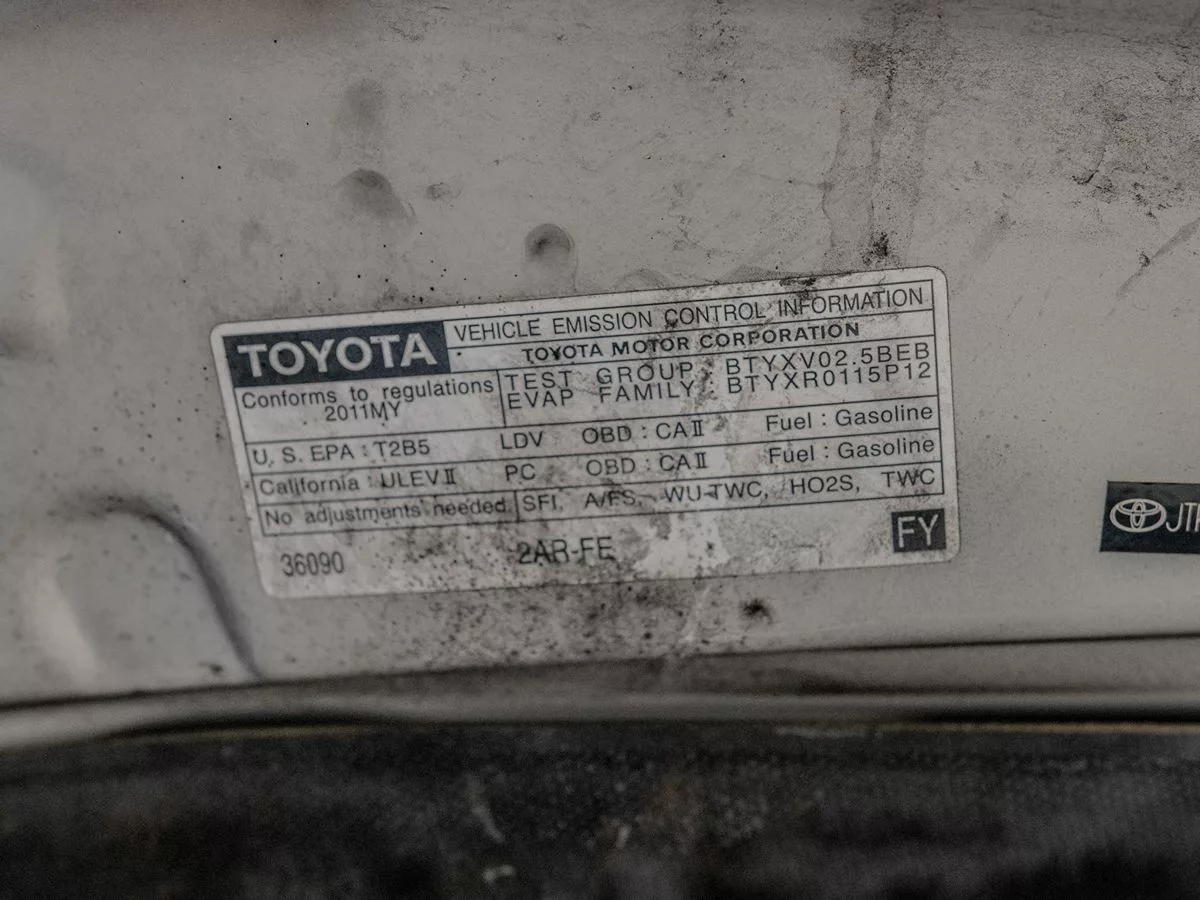 TOYOTA
VEHICLE EMISSION CONTROL INFORMATION
TOYOTA MOTOR CORPORATION
Conforms to regulations
2011MY
TEST GROUP : BTYXV02.5BEB
EVAP FAMILY : BTYXR0115P12
U. S. EPA : T2B5 LDV OBD : CAⅡ Fuel : Gasoline
California : ULEVⅡ PC OBD : CAⅡ Fuel : Gasoline
No adjustments needed. SFI, A/FS, WU-TWC, HO2S, TWC
36090 2AR-FE FY